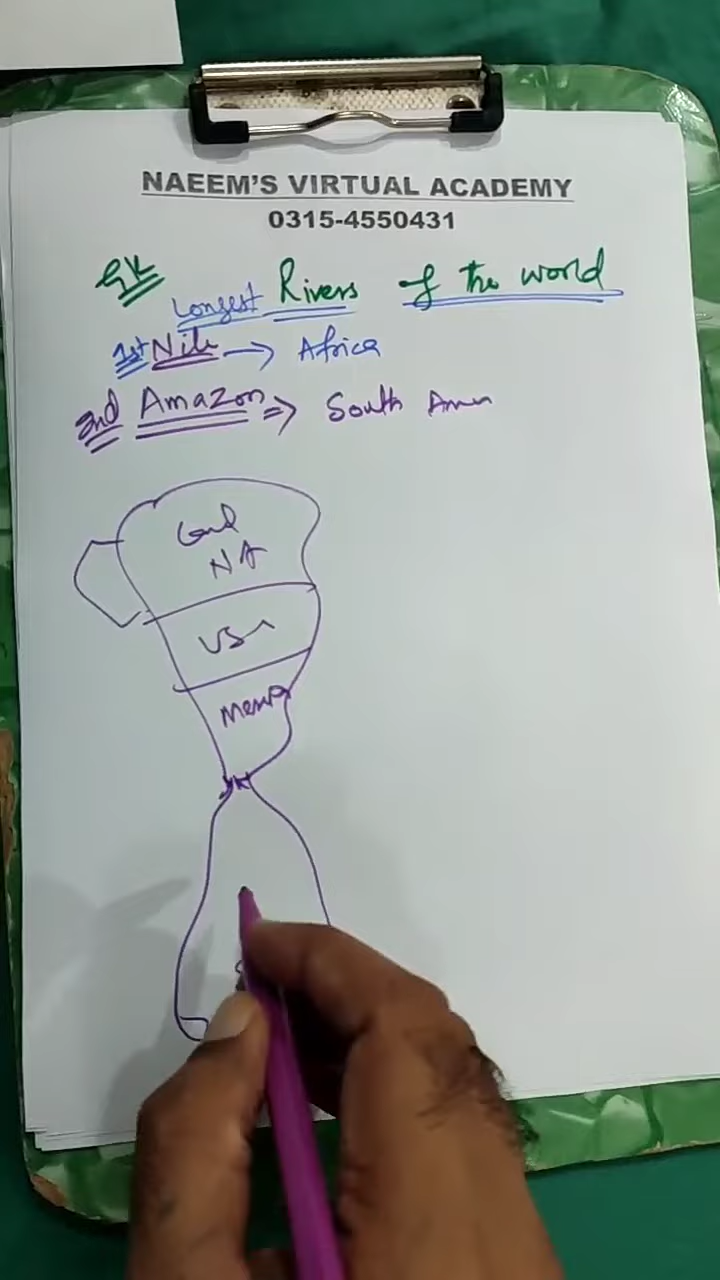 NAEEM'S VIRTUAL ACADEMY
0315-4550431
GK
Longest Rivers of the world
1st Nile → Africa
2nd Amazon ⇒ South Amer
NA
USA